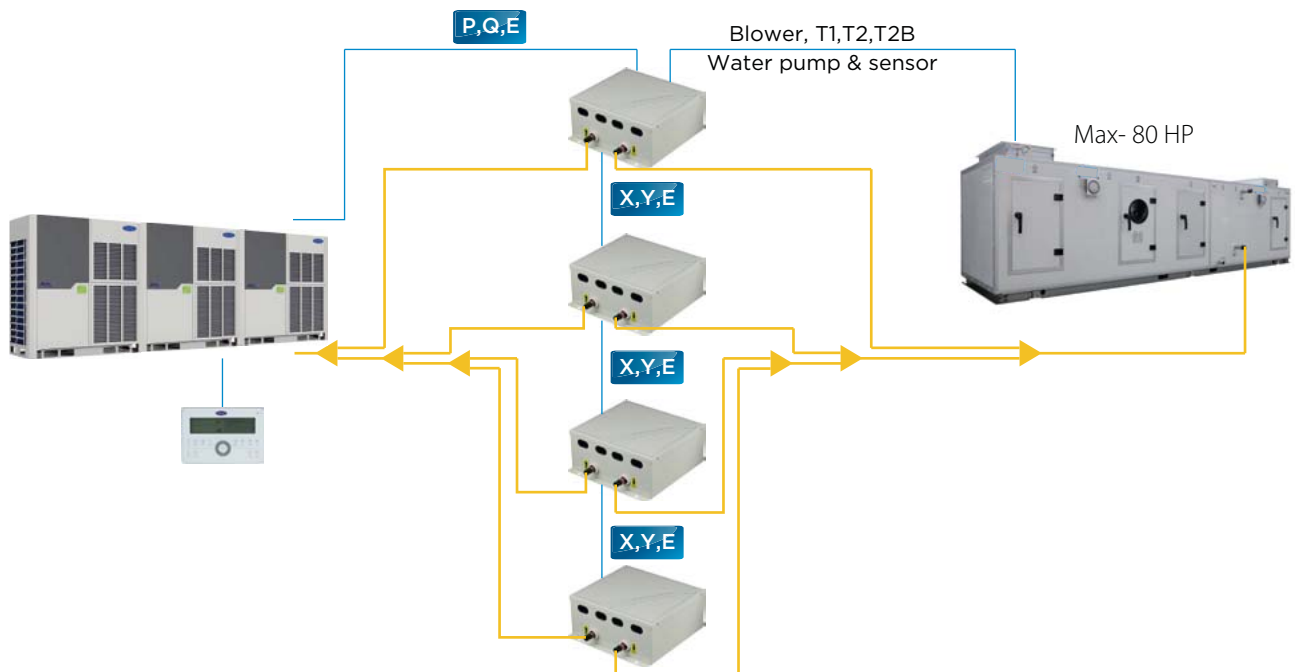 P,Q,E
Blower, T1,T2,T2B
Water pump & sensor
Max- 80 HP
X,Y,E
X,Y,E
X,Y,E